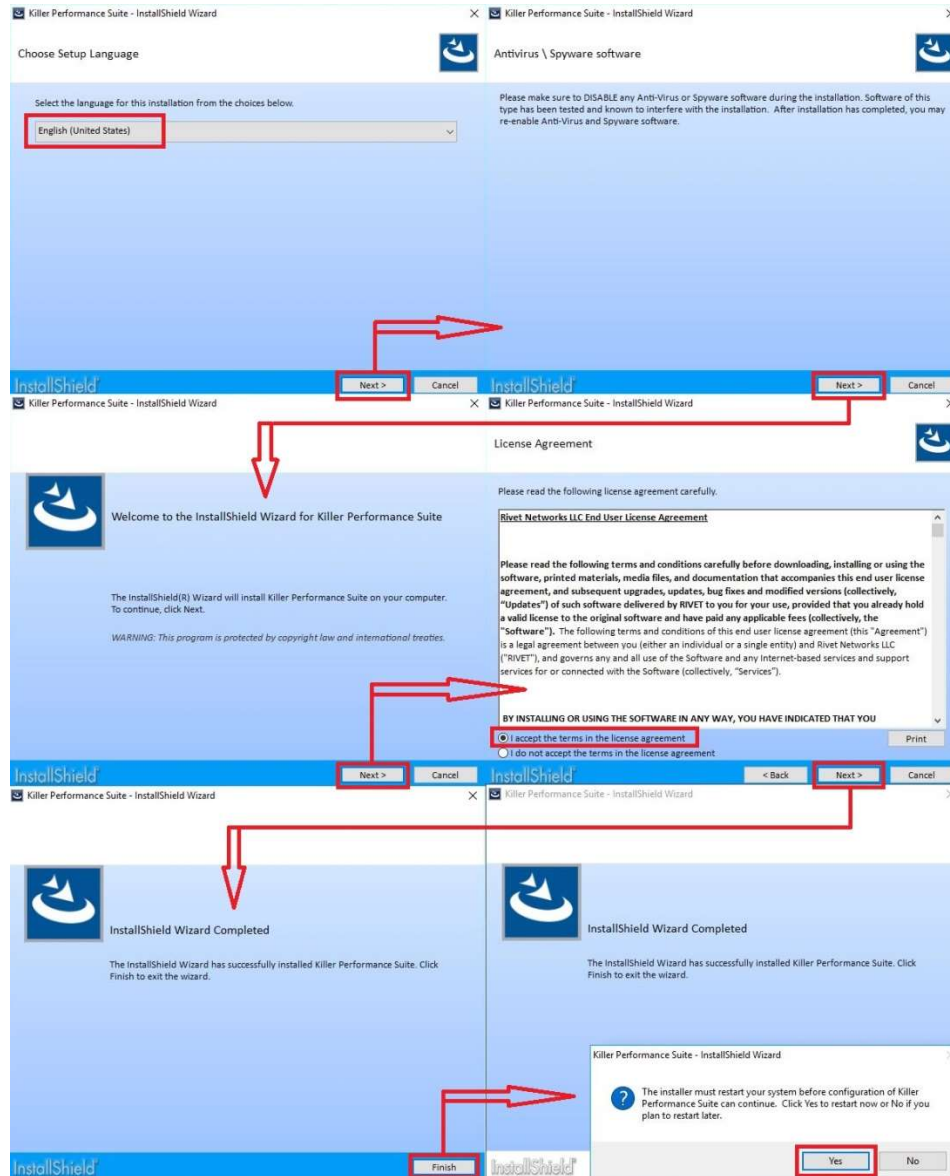 Killer Performance Suite - InstallShield Wizard
Choose Setup Language
Select the language for this installation from the choices below.
English (United States)
InstallShield
Next >
Cancel
Killer Performance Suite - InstallShield Wizard
Antivirus \ Spyware software
Please make sure to DISABLE any Anti-Virus or Spyware software during the installation. Software of this
type has been tested and known to interfere with the installation. After installation has completed, you may
re-enable Anti-Virus and Spyware software.
InstallShield
Next >
Cancel
Killer Performance Suite - InstallShield Wizard
Welcome to the InstallShield Wizard for Killer Performance Suite
The InstallShield(R) Wizard will install Killer Performance Suite on your computer.
To continue, click Next.
WARNING: This program is protected by copyright law and international treaties.
InstallShield
Next >
Cancel
Killer Performance Suite - InstallShield Wizard
License Agreement
Please read the following license agreement carefully.
Rivet Networks LLC End User License Agreement
Please read the following terms and conditions carefully before downloading, installing or using the
software, printed materials, media files, and documentation that accompanies this end user license
agreement, and subsequent upgrades, updates, bug fixes and modified versions (collectively,
"Updates") of such software delivered by RIVET to you for your use, provided that you already hold
a valid license to the original software and have paid any applicable fees (collectively, the
"Software"). The following terms and conditions of this end user license agreement (this "Agreement")
is a legal agreement between you (either an individual or a single entity) and Rivet Networks LLC
("RIVET"), and governs any and all use of the Software and any Internet-based services and support
services for or connected with the Software (collectively, "Services").
BY INSTALLING OR USING THE SOFTWARE IN ANY WAY, YOU HAVE INDICATED THAT YOU
I accept the terms in the license agreement
Print
I do not accept the terms in the license agreement
InstallShield
< Back
Next >
Cancel
Killer Performance Suite - InstallShield Wizard
InstallShield Wizard Completed
The InstallShield Wizard has successfully installed Killer Performance Suite. Click
Finish to exit the wizard.
InstallShield
Finish
Killer Performance Suite - InstallShield Wizard
InstallShield Wizard Completed
The InstallShield Wizard has successfully installed Killer Performance Suite. Click
Finish to exit the wizard.
Killer Performance Suite - InstallShield Wizard
The installer must restart your system before configuration of Killer
Performance Suite can continue. Click Yes to restart now or No if you
plan to restart later.
Yes
No
InstallShield